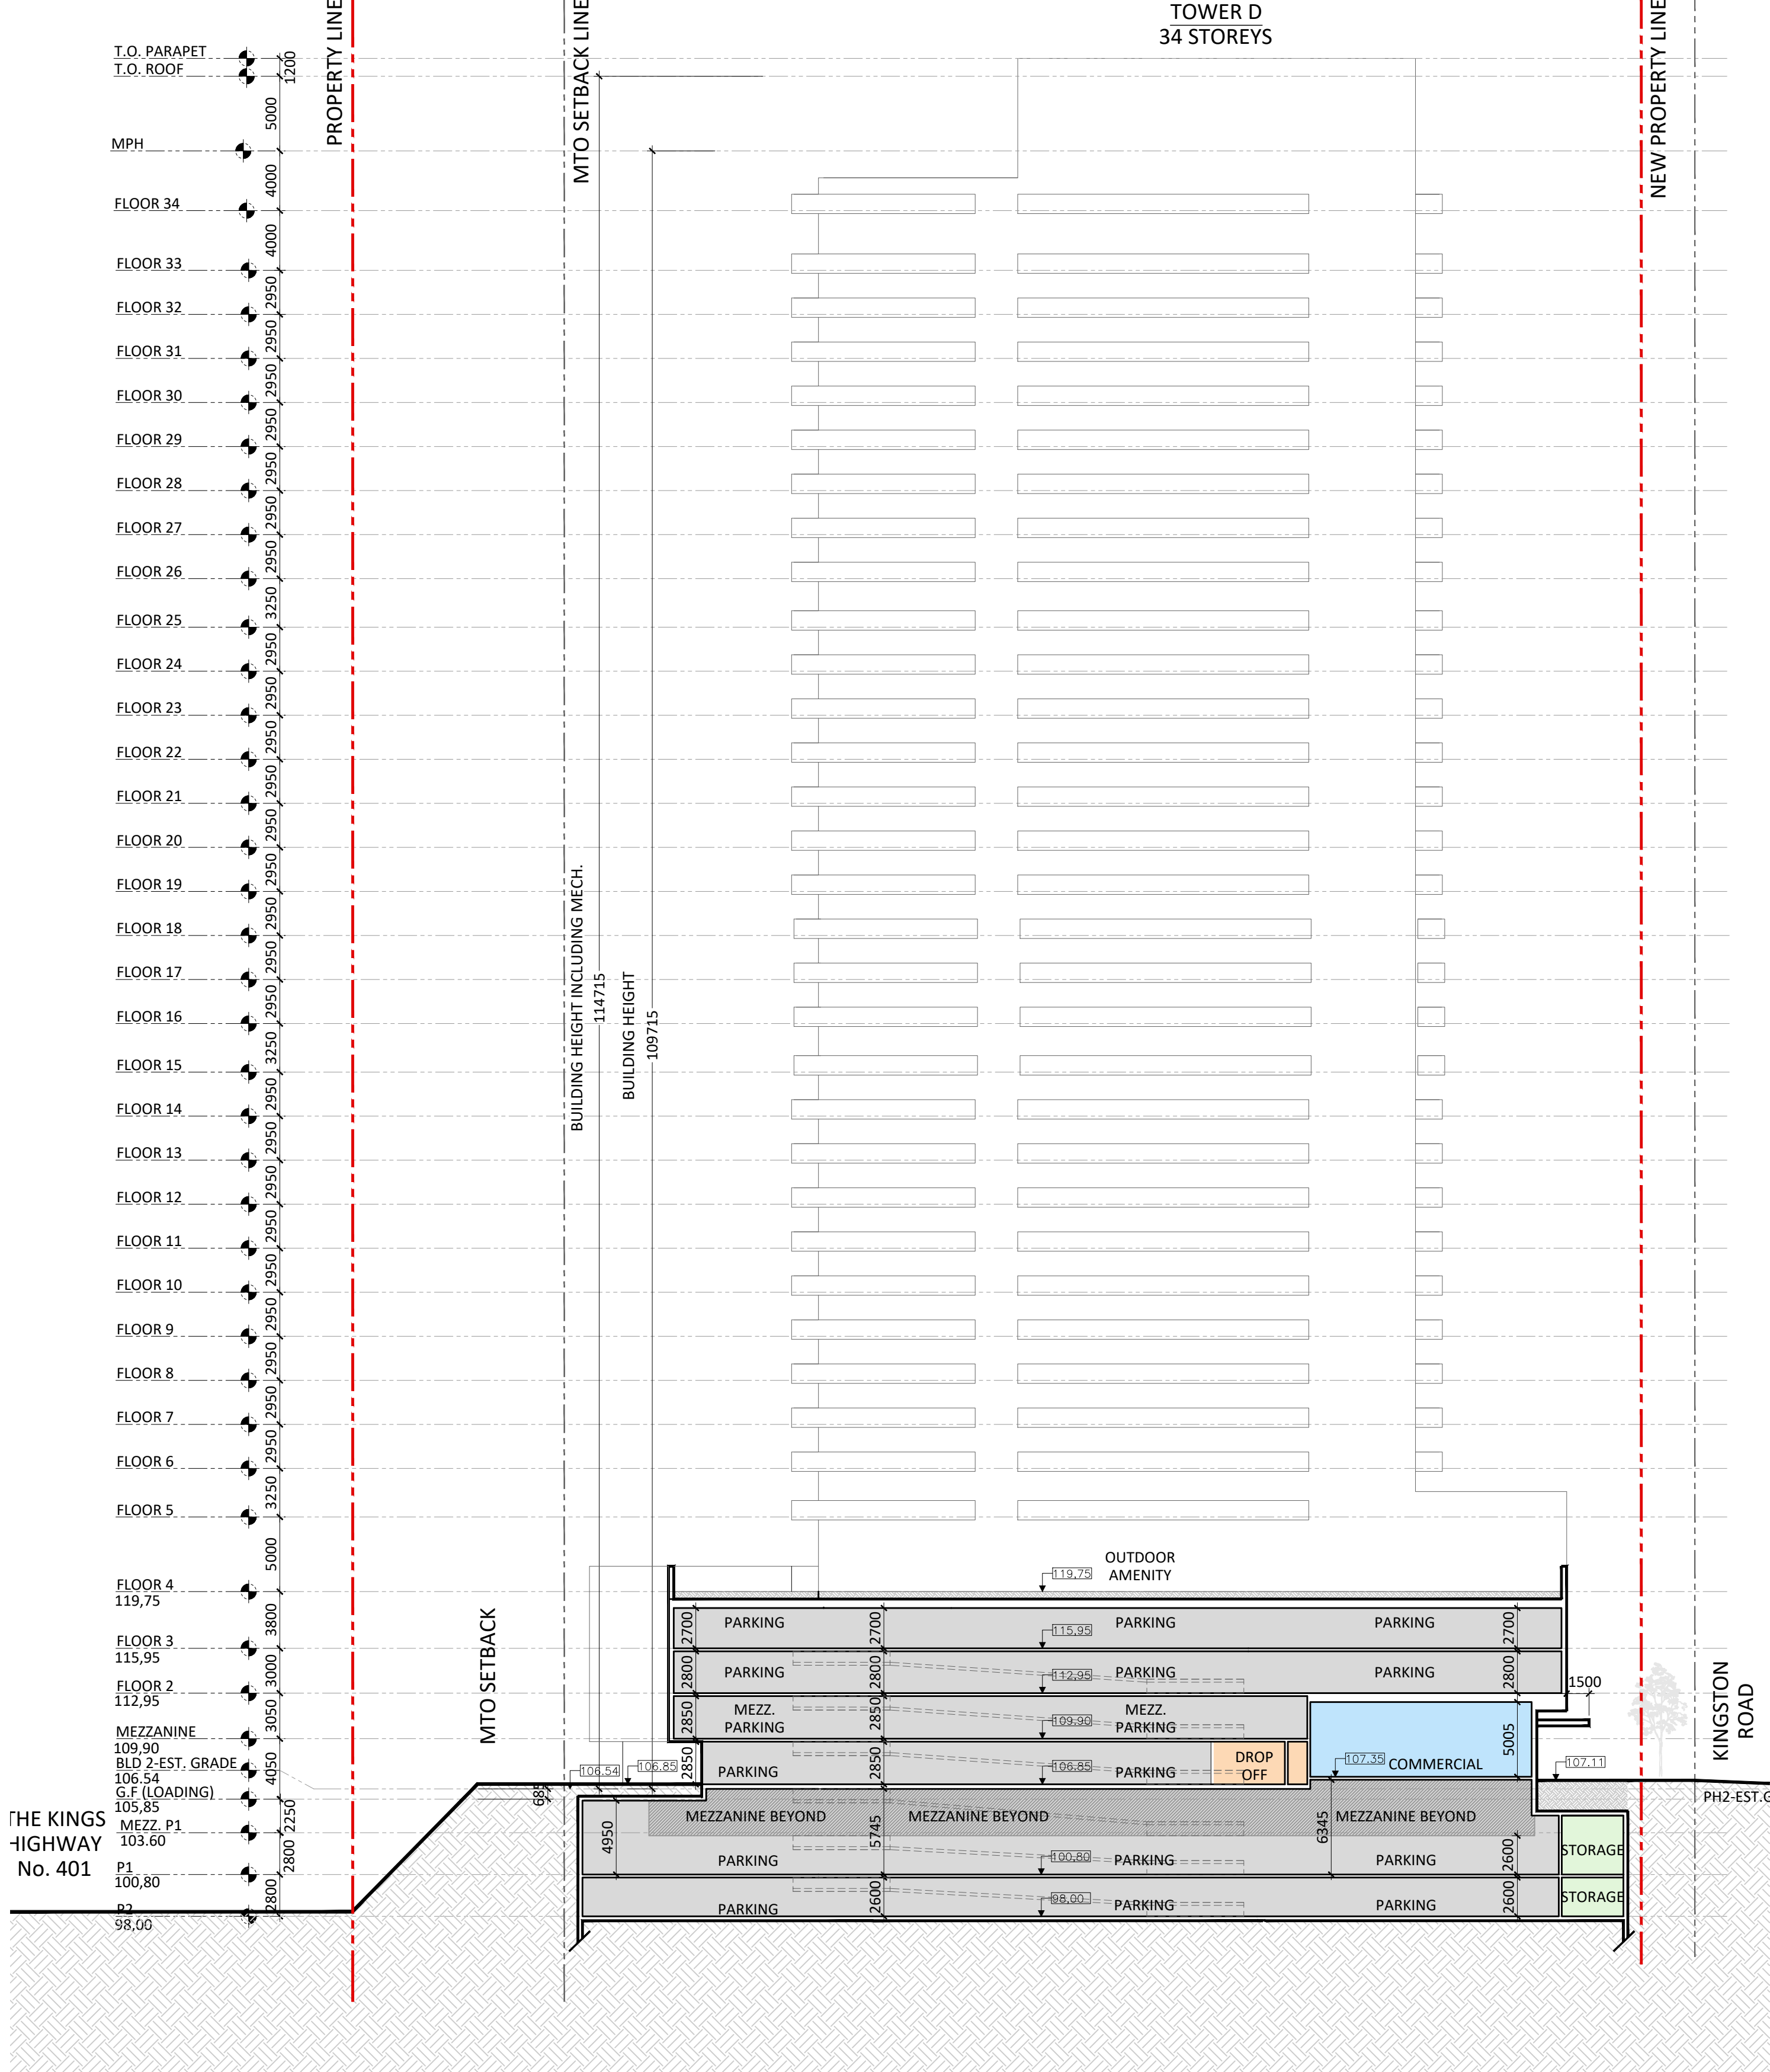 TOWER D
34 STOREYS
PROPERTY LINE
MTO SETBACK LINE
NEW PROPERTY LINE
T.O. PARAPET
1200
T.O. ROOF
5000
MPH
4000
FLOOR 34
4000
FLOOR 33
2950
FLOOR 32
2950
FLOOR 31
2950
FLOOR 30
2950
FLOOR 29
2950
FLOOR 28
2950
FLOOR 27
2950
FLOOR 26
3250
FLOOR 25
2950
FLOOR 24
2950
FLOOR 23
2950
FLOOR 22
2950
FLOOR 21
2950
FLOOR 20
2950
FLOOR 19
2950
FLOOR 18
2950
FLOOR 17
2950
FLOOR 16
3250
FLOOR 15
2950
FLOOR 14
2950
FLOOR 13
2950
FLOOR 12
2950
FLOOR 11
2950
FLOOR 10
2950
FLOOR 9
2950
FLOOR 8
2950
FLOOR 7
2950
FLOOR 6
3250
FLOOR 5
5000
FLOOR 4
119,75
3800
FLOOR 3
115,95
3000
FLOOR 2
112,95
3050
MEZZANINE
109,90
BLD 2-EST. GRADE
106.54
4050
G.F (LOADING)
105,85
2250
MEZZ. P1
103.60
2800
P1
100,80
2800
P2
98,00
BUILDING HEIGHT INCLUDING MECH.
114715
BUILDING HEIGHT
109715
THE KINGS
HIGHWAY
No. 401
MTO SETBACK
OUTDOOR
AMENITY
119,75
2700
PARKING
2700
PARKING
PARKING
2700
115,95
2800
PARKING
2800
PARKING
PARKING
2800
112,95
1500
2850
MEZZ.
PARKING
2850
MEZZ.
PARKING
109,90
5005
106.54
106.85
2850
PARKING
2850
106.85
DROP
OFF
107.35
COMMERCIAL
107.11
KINGSTON
ROAD
PH2-EST.G
685
MEZZANINE BEYOND
MEZZANINE BEYOND
MEZZANINE BEYOND
4950
5745
6345
PARKING
100,80
PARKING
PARKING
2600
STORAGE
PARKING
2600
98,00
PARKING
PARKING
2600
STORAGE